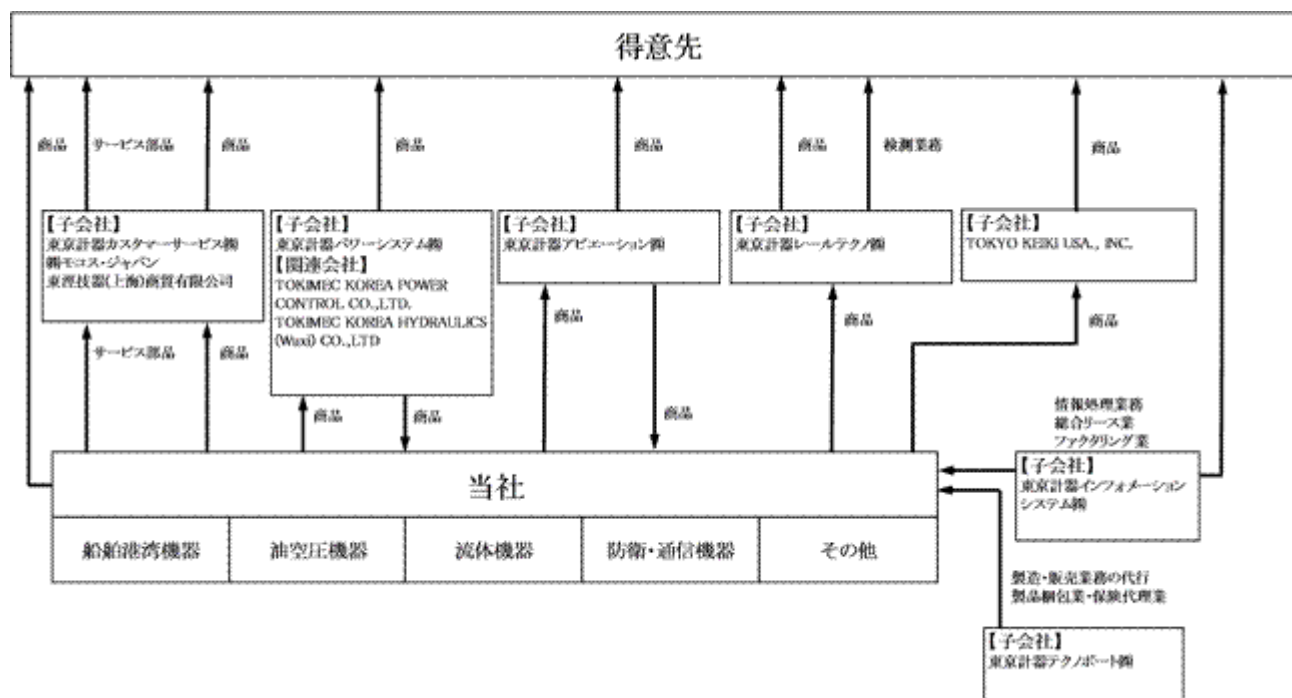 得意先
商品
サービス部品
商品
商品
商品
商品
検測業務
商品
【子会社】
東京計器カスタマーサービス㈱
㈱モコス・ジャパン
東涇技器(上海)商貿有限公司
【子会社】
東京計器パワーシステム㈱
【関連会社】
TOKIMEC KOREA POWER
CONTROL CO.,LTD.
TOKIMEC KOREA HYDRAULICS
(Wuxi) CO.,LTD
【子会社】
東京計器アビエーション㈱
【子会社】
東京計器レールテクノ㈱
【子会社】
TOKYO KEIKI USA., INC.
サービス部品
商品
商品
商品
商品
商品
商品
商品
情報処理業務
総合リース業
ファクタリング業
【子会社】
東京計器インフォメーション
システム㈱
当社
船舶港湾機器
油空圧機器
流体機器
防衛・通信機器
その他
製造・販売業務の代行
製品梱包業・保険代理業
【子会社】
東京計器テクノポート㈱